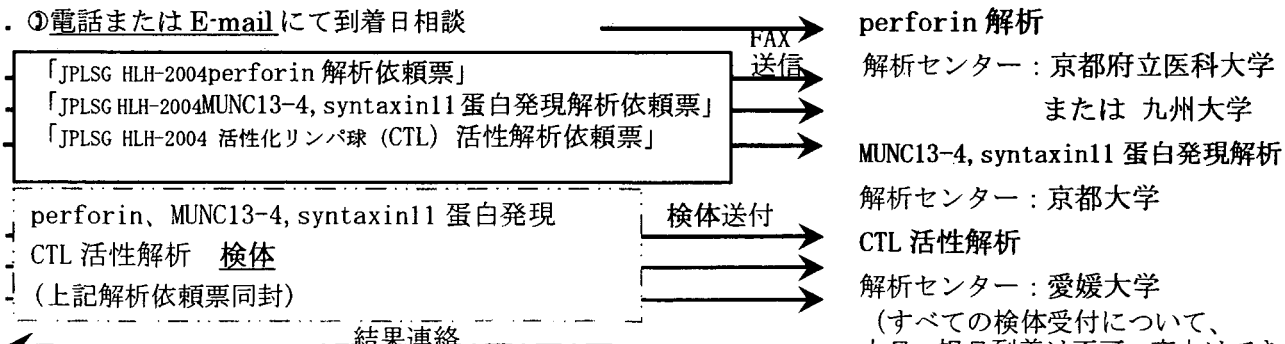 ①電話または E-mail にて到着日相談
FAX
送信
「JPLSG HLH-2004perforin 解析依頼票」
「JPLSG HLH-2004MUNC13-4, syntaxin11 蛋白発現解析依頼票」
「JPLSG HLH-2004 活性化リンパ球 (CTL) 活性解析依頼票」
perforin、MUNC13-4, syntaxin11 蛋白発現
CTL 活性解析 検体
(上記解析依頼票同封)
検体送付
結果連絡
perforin 解析
解析センター：京都府立医科大学
または 九州大学
MUNC13-4, syntaxin11 蛋白発現解析
解析センター：京都大学
CTL 活性解析
解析センター：愛媛大学
(すべての検体受付について、